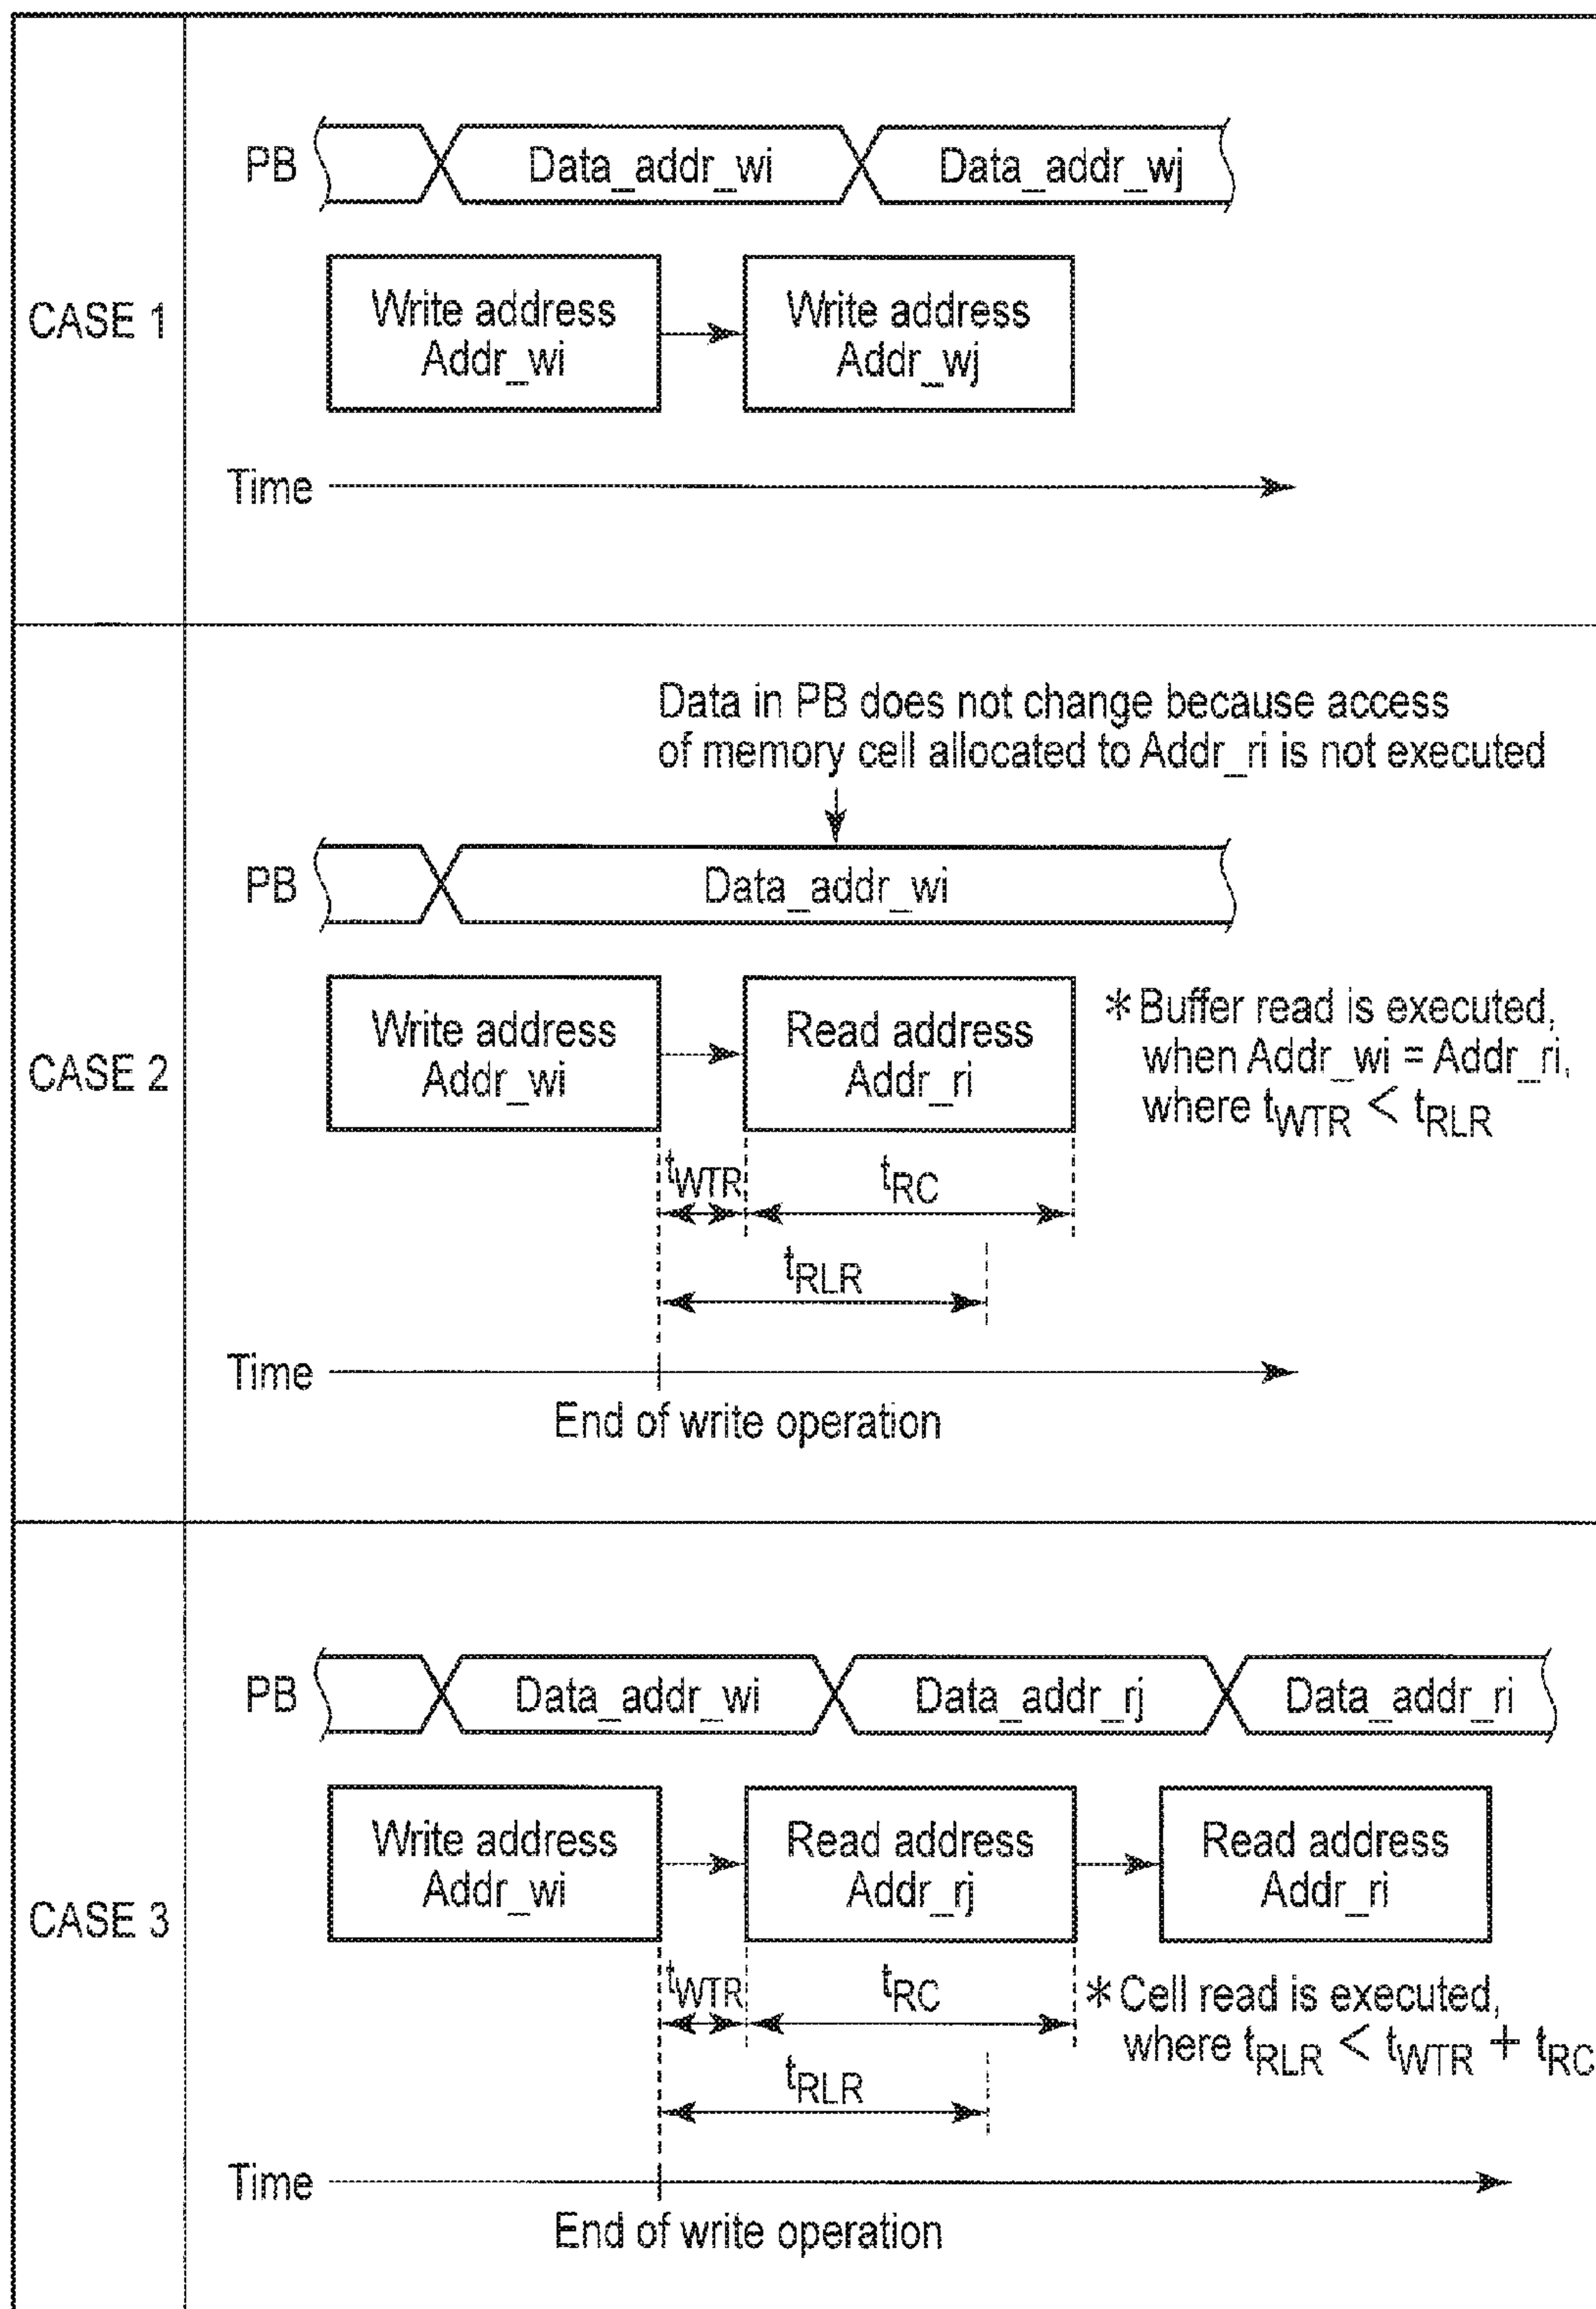 CASE 1
PB
Data_addr_wi
Data_addr_wj
Write address
Addr_wi
Write address
Addr_wj
Time
CASE 2
Data in PB does not change because access
of memory cell allocated to Addr_ri is not executed
PB
Data_addr_wi
Write address
Addr_wi
Read address
Addr_ri
* Buffer read is executed,
when Addr_wi = Addr_ri,
where tWTR < tRLR
tWTR
tRC
tRLR
Time
End of write operation
CASE 3
PB
Data_addr_wi
Data_addr_rj
Data_addr_ri
Write address
Addr_wi
Read address
Addr_rj
Read address
Addr_ri
tWTR
tRC
* Cell read is executed,
where tRLR < tWTR + tRC
tRLR
Time
End of write operation